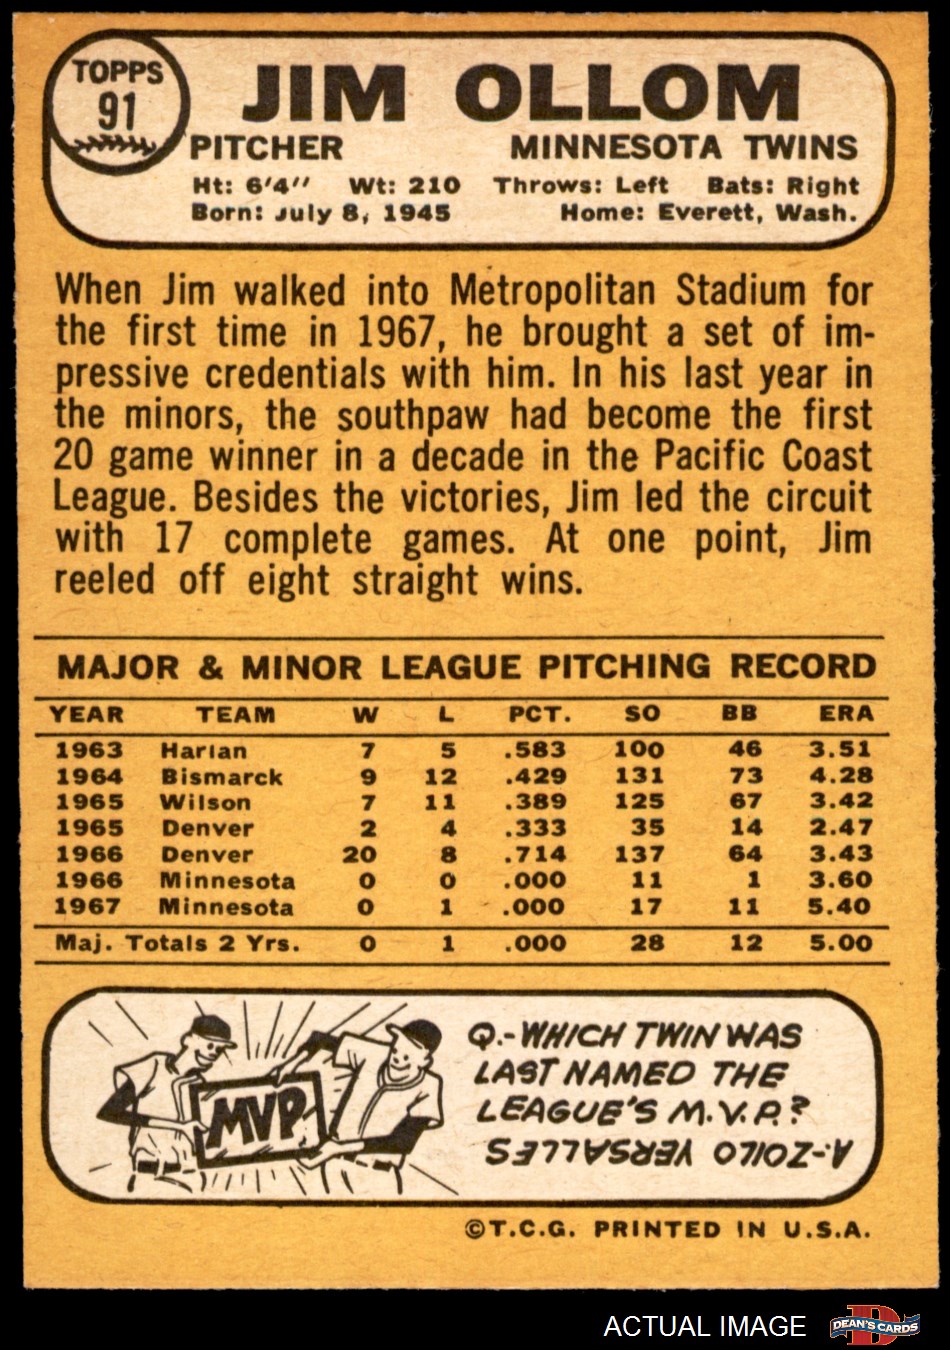 TOPPS
91
JIM OLLOM
PITCHER MINNESOTA TWINS
Ht: 6'4" Wt: 210 Throws: Left Bats: Right
Born: July 8, 1945 Home: Everett, Wash.
When Jim walked into Metropolitan Stadium for
the first time in 1967, he brought a set of im-
pressive credentials with him. In his last year in
the minors, the southpaw had become the first
20 game winner in a decade in the Pacific Coast
League. Besides the victories, Jim led the circuit
with 17 complete games. At one point, Jim
reeled off eight straight wins.
MAJOR & MINOR LEAGUE PITCHING RECORD
YEAR TEAM W L PCT. SO BB ERA
1963 Harlan 7 5 .583 100 46 3.51
1964 Bismarck 9 12 .429 131 73 4.28
1965 Wilson 7 11 .389 125 67 3.42
1965 Denver 2 4 .333 35 14 2.47
1966 Denver 20 8 .714 137 64 3.43
1966 Minnesota 0 0 .000 11 1 3.60
1967 Minnesota 0 1 .000 17 11 5.40
Maj. Totals 2 Yrs. 0 1 .000 28 12 5.00
MVP
Q.-WHICH TWIN WAS
LAST NAMED THE
LEAGUE'S M.V.P.?
A-ZOILO VERSALLES
©T.C.G. PRINTED IN U.S.A.
ACTUAL IMAGE
D
DEAN'S CARDS